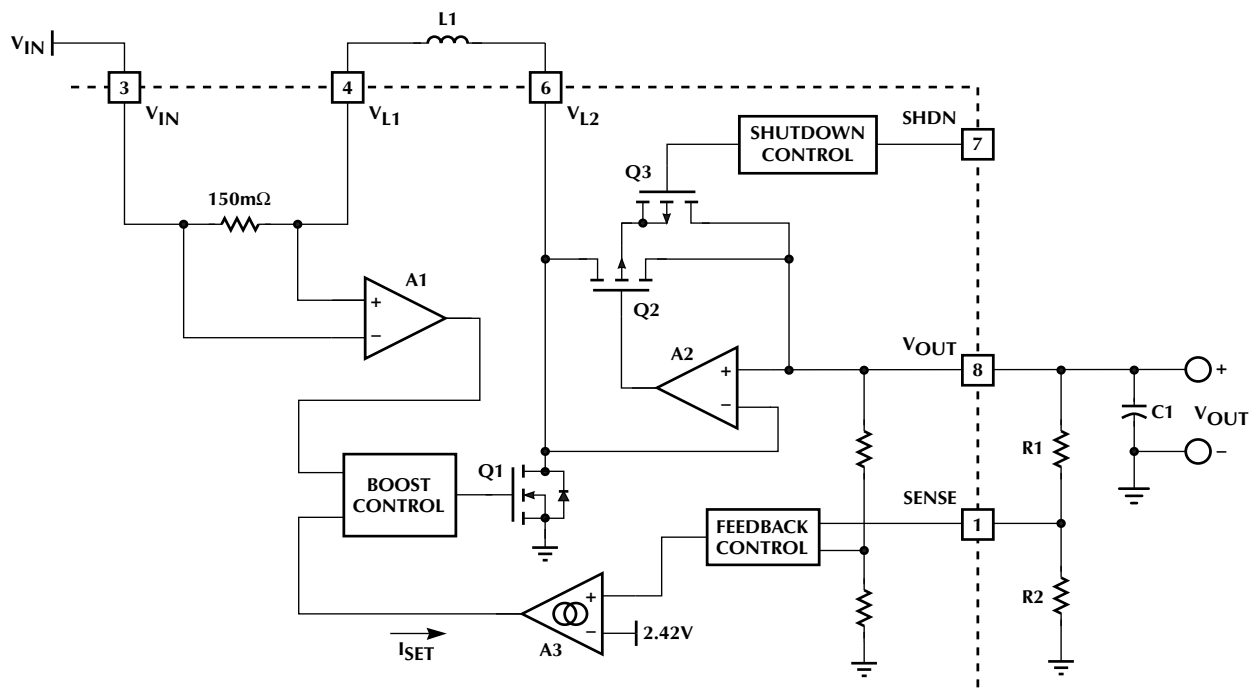 L1
VIN
3
4
6
VIN
VL1
VL2
SHDN
SHUTDOWN
CONTROL
7
Q3
150mΩ
A1
+
−
Q2
A2
+
−
VOUT
8
+
C1
VOUT
−
R1
Q1
BOOST
CONTROL
SENSE
FEEDBACK
CONTROL
1
R2
+
−
2.42V
A3
ISET